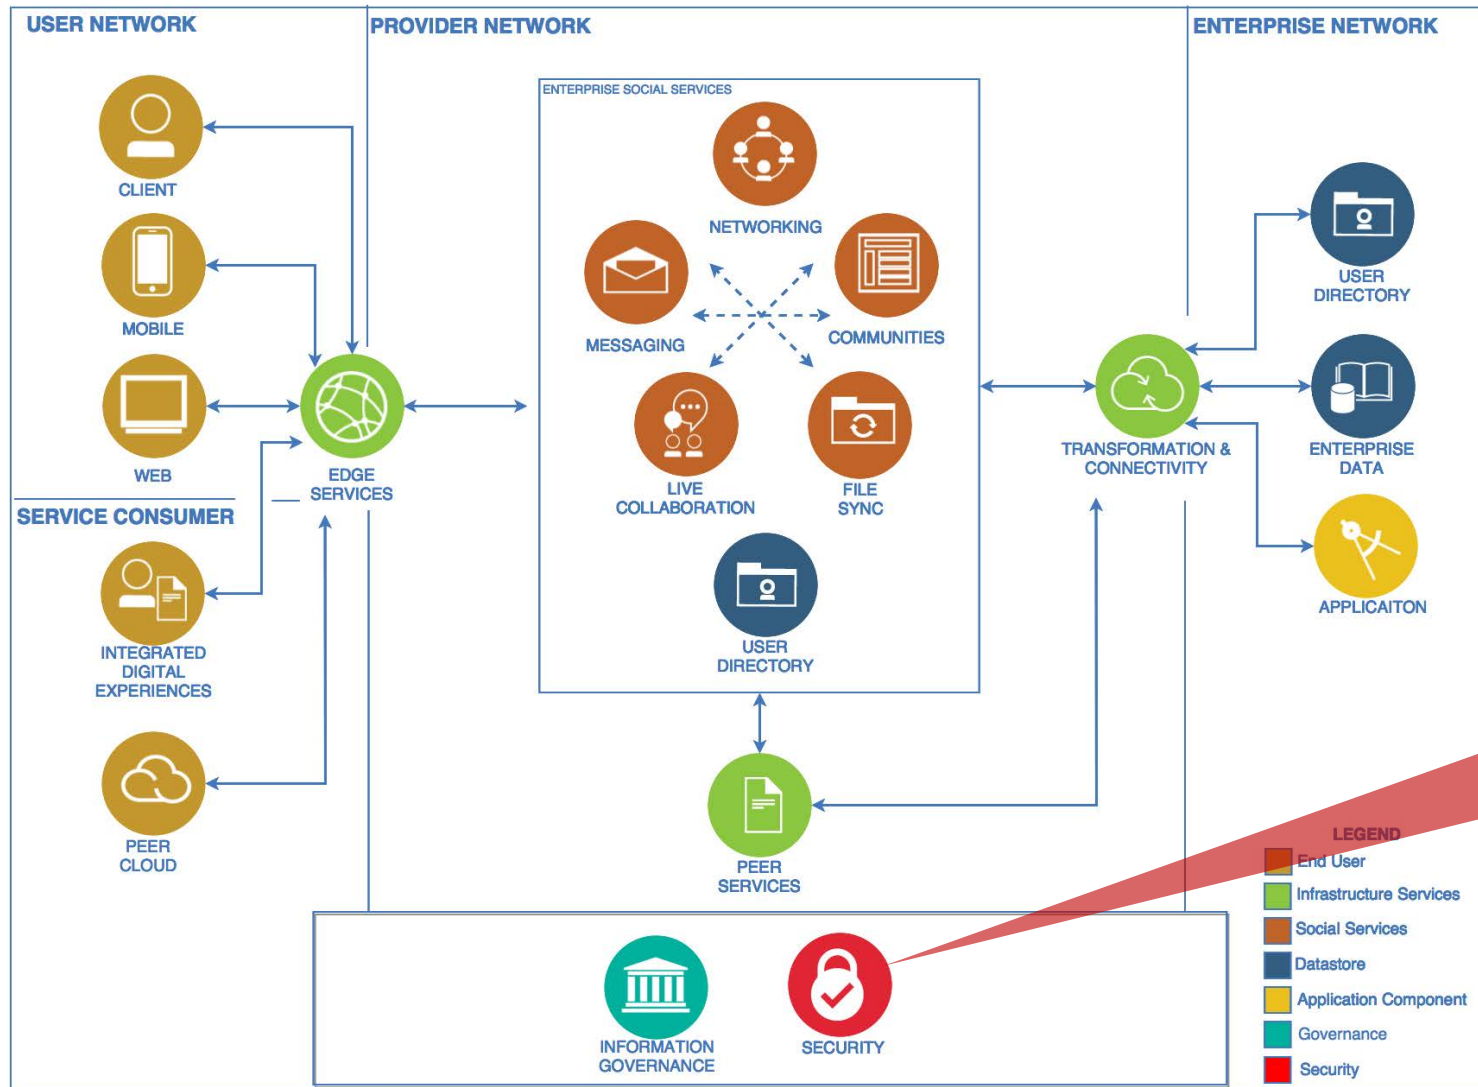 USER NETWORK
PROVIDER NETWORK
ENTERPRISE NETWORK
ENTERPRISE SOCIAL SERVICES
CLIENT
MOBILE
WEB
EDGE
SERVICES
SERVICE CONSUMER
INTEGRATED
DIGITAL
EXPERIENCES
PEER
CLOUD
NETWORKING
MESSAGING
COMMUNITIES
LIVE
COLLABORATION
FILE
SYNC
USER
DIRECTORY
PEER
SERVICES
TRANSFORMATION &
CONNECTIVITY
USER
DIRECTORY
ENTERPRISE
DATA
APPLICAITON
INFORMATION
GOVERNANCE
SECURITY
LEGEND
End User
Infrastructure Services
Social Services
Datastore
Application Component
Governance
Security